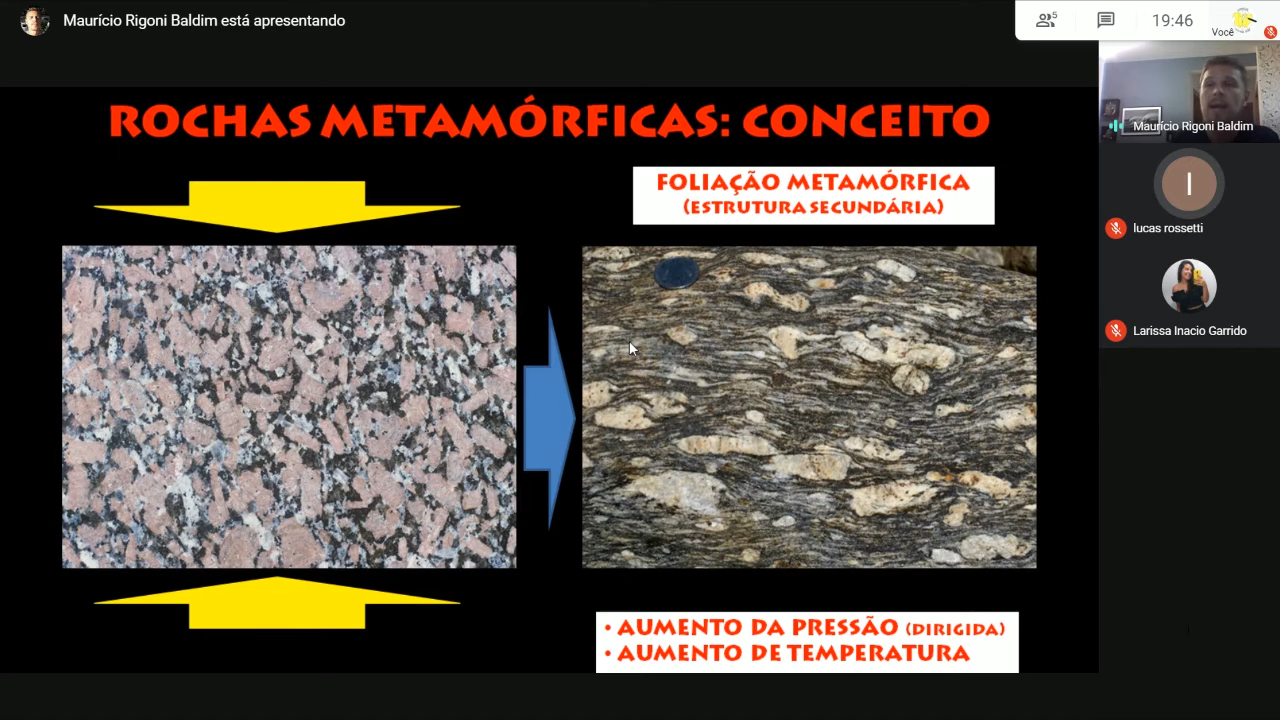 Maurício Rigoni Baldim está apresentando
5
19:46
Você
ROCHAS METAMÓRFICAS: CONCEITO
FOLIAÇÃO METAMÓRFICA
(ESTRUTURA SECUNDÁRIA)
• AUMENTO DA PRESSÃO (DIRIGIDA)
• AUMENTO DE TEMPERATURA
Maurício Rigoni Baldim
l
lucas rossetti
Larissa Inacio Garrido